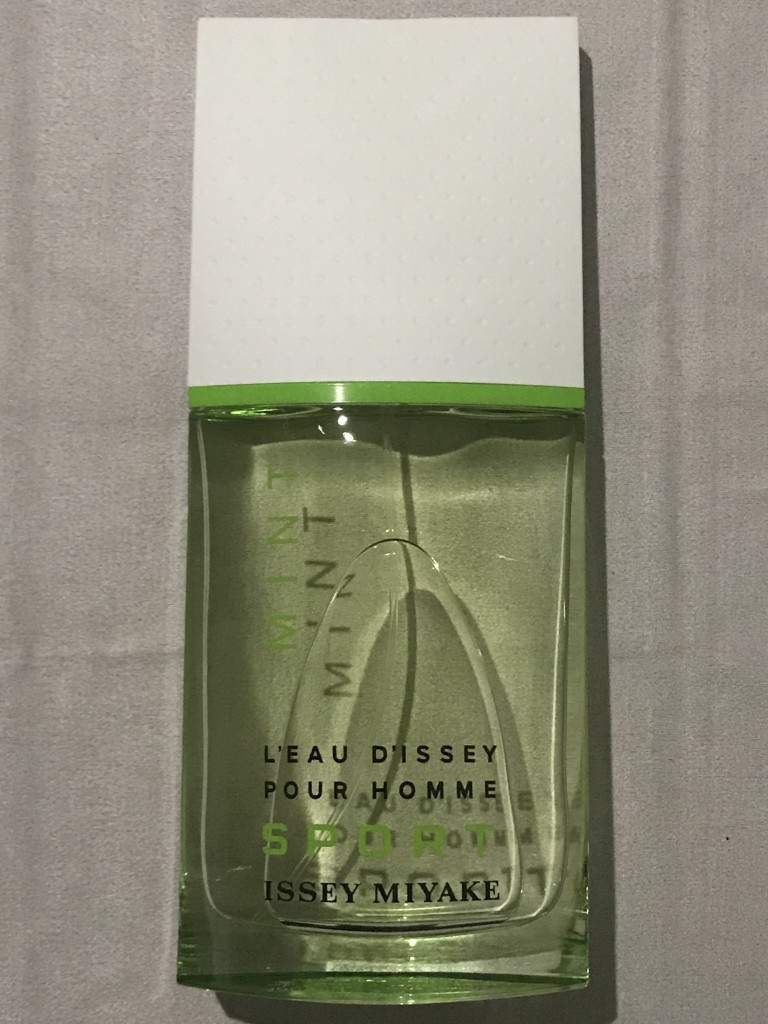 MINT
L'EAU D'ISSEY
POUR HOMME
SPORT
ISSEY MIYAKE